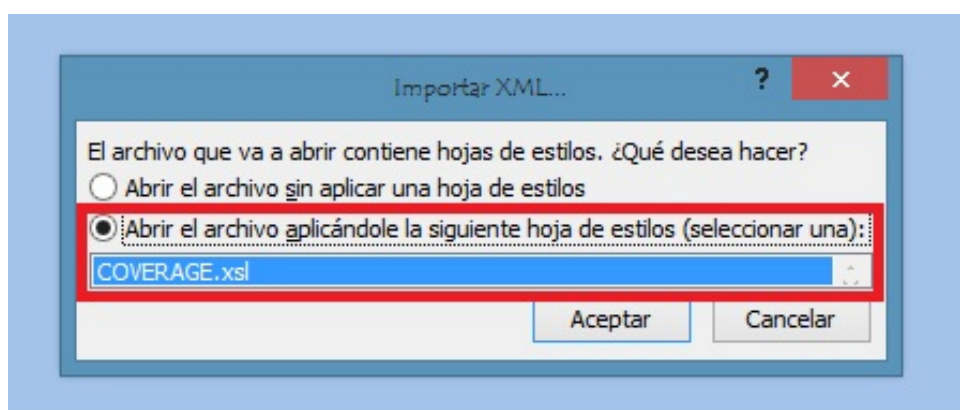 Importar XML...
?
×
El archivo que va a abrir contiene hojas de estilos. ¿Qué desea hacer?
Abrir el archivo sin aplicar una hoja de estilos
Abrir el archivo aplicándole la siguiente hoja de estilos (seleccionar una):
COVERAGE.xsl
Aceptar Cancelar